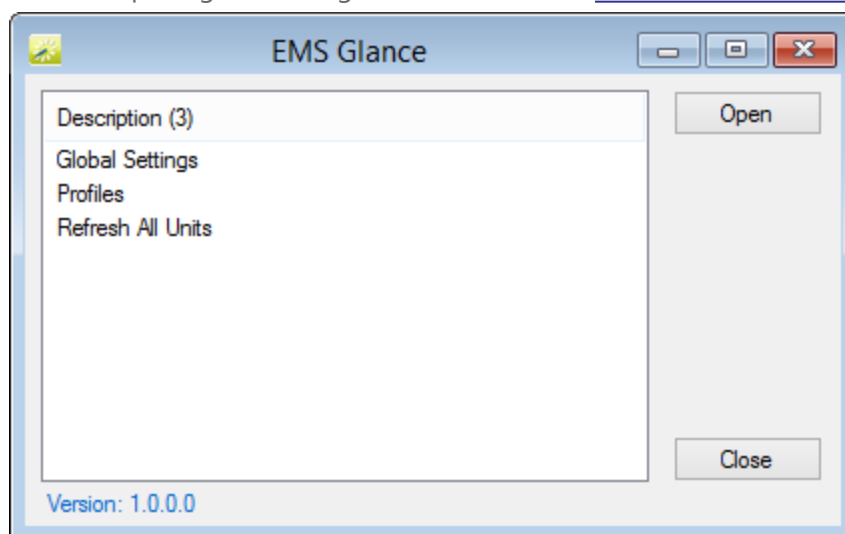 EMS Glance
Description (3)
Open
Global Settings
Profiles
Refresh All Units
Close
Version: 1.0.0.0